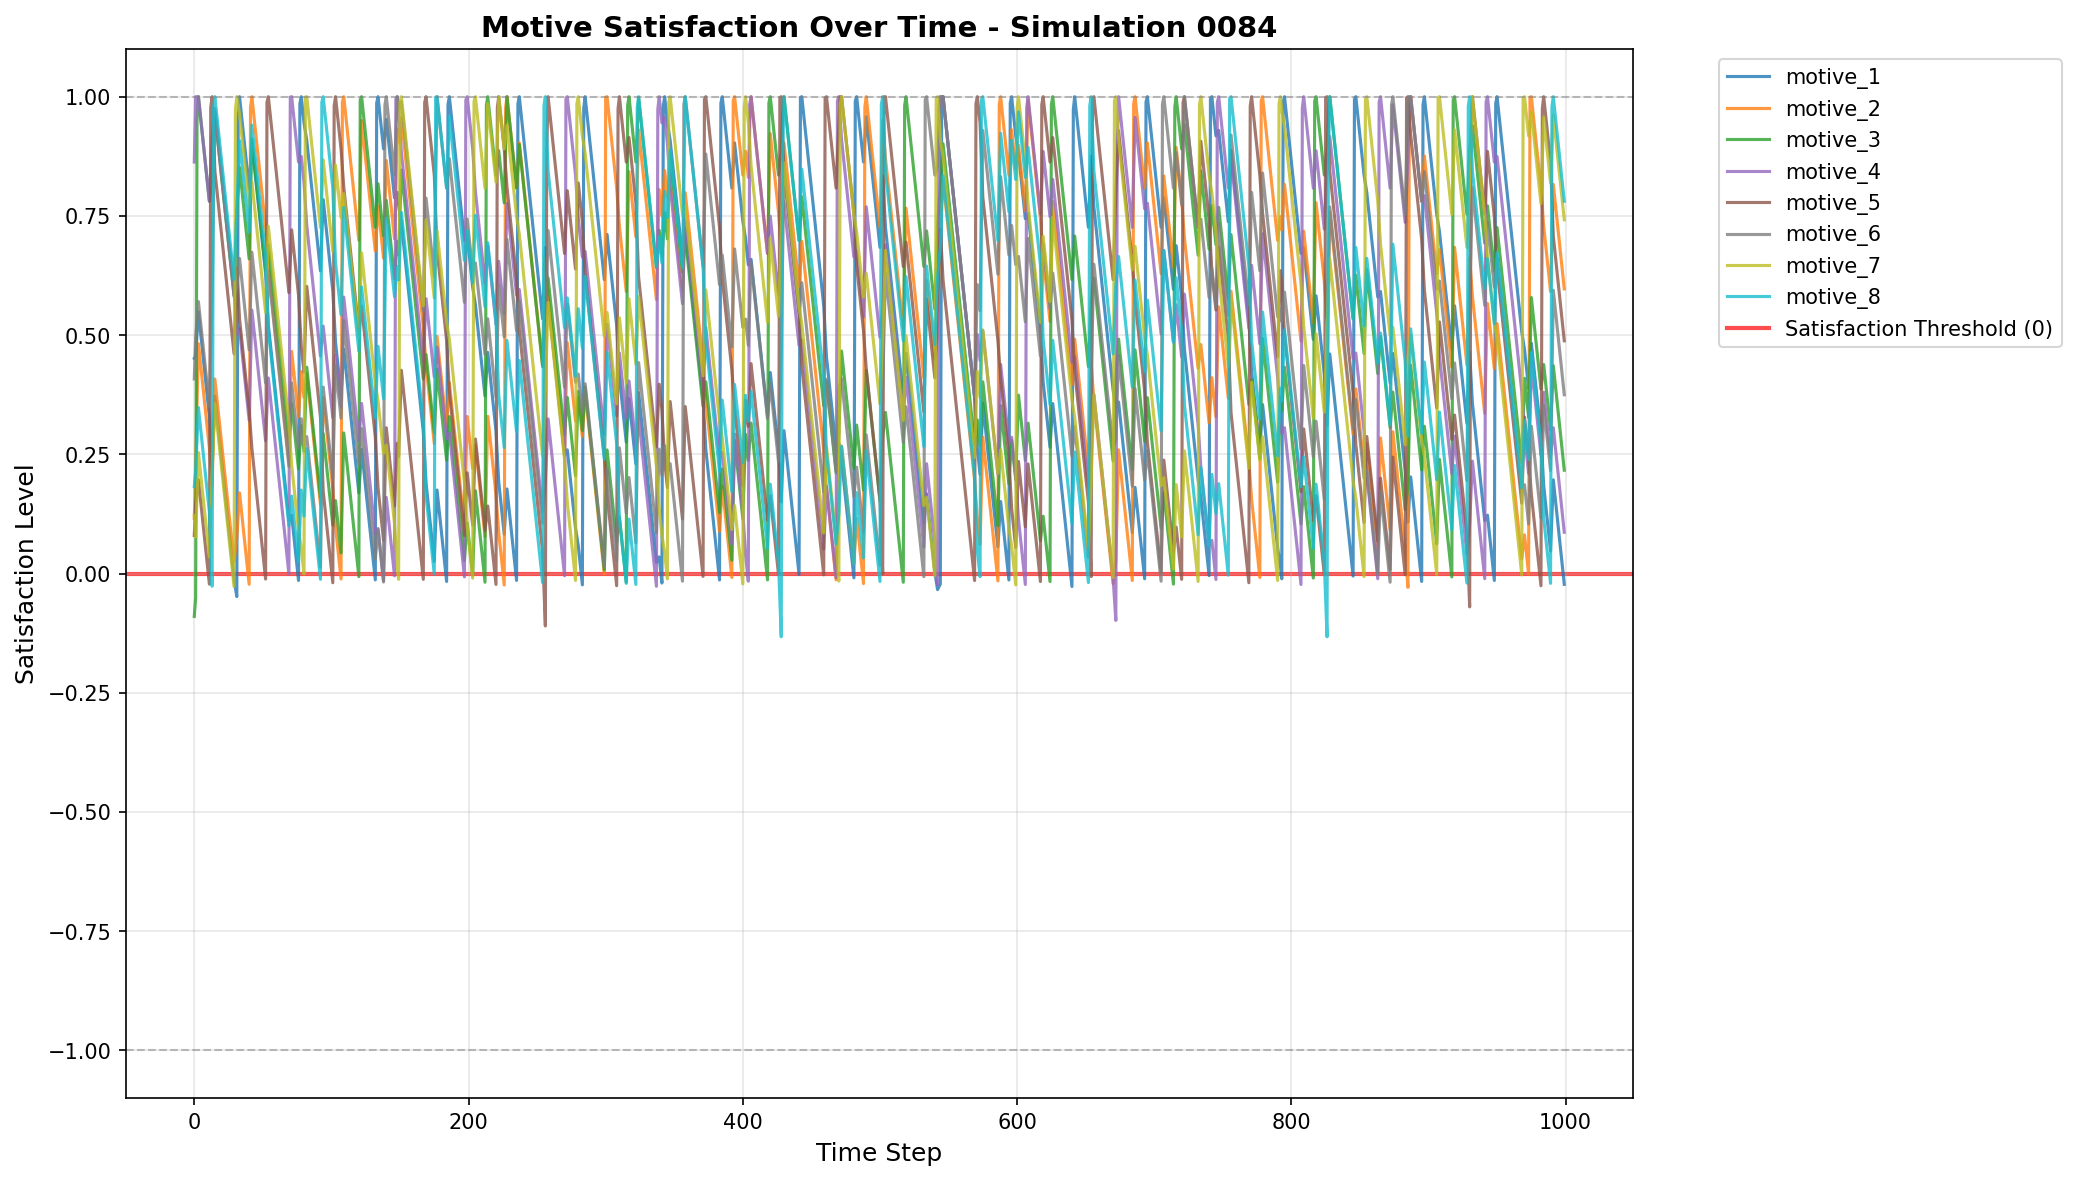 Motive Satisfaction Over Time - Simulation 0084
Satisfaction Level
1.00
0.75
0.50
0.25
0.00
−0.25
−0.50
−0.75
−1.00
0
200
400
600
800
1000
Time Step
motive_1
motive_2
motive_3
motive_4
motive_5
motive_6
motive_7
motive_8
Satisfaction Threshold (0)